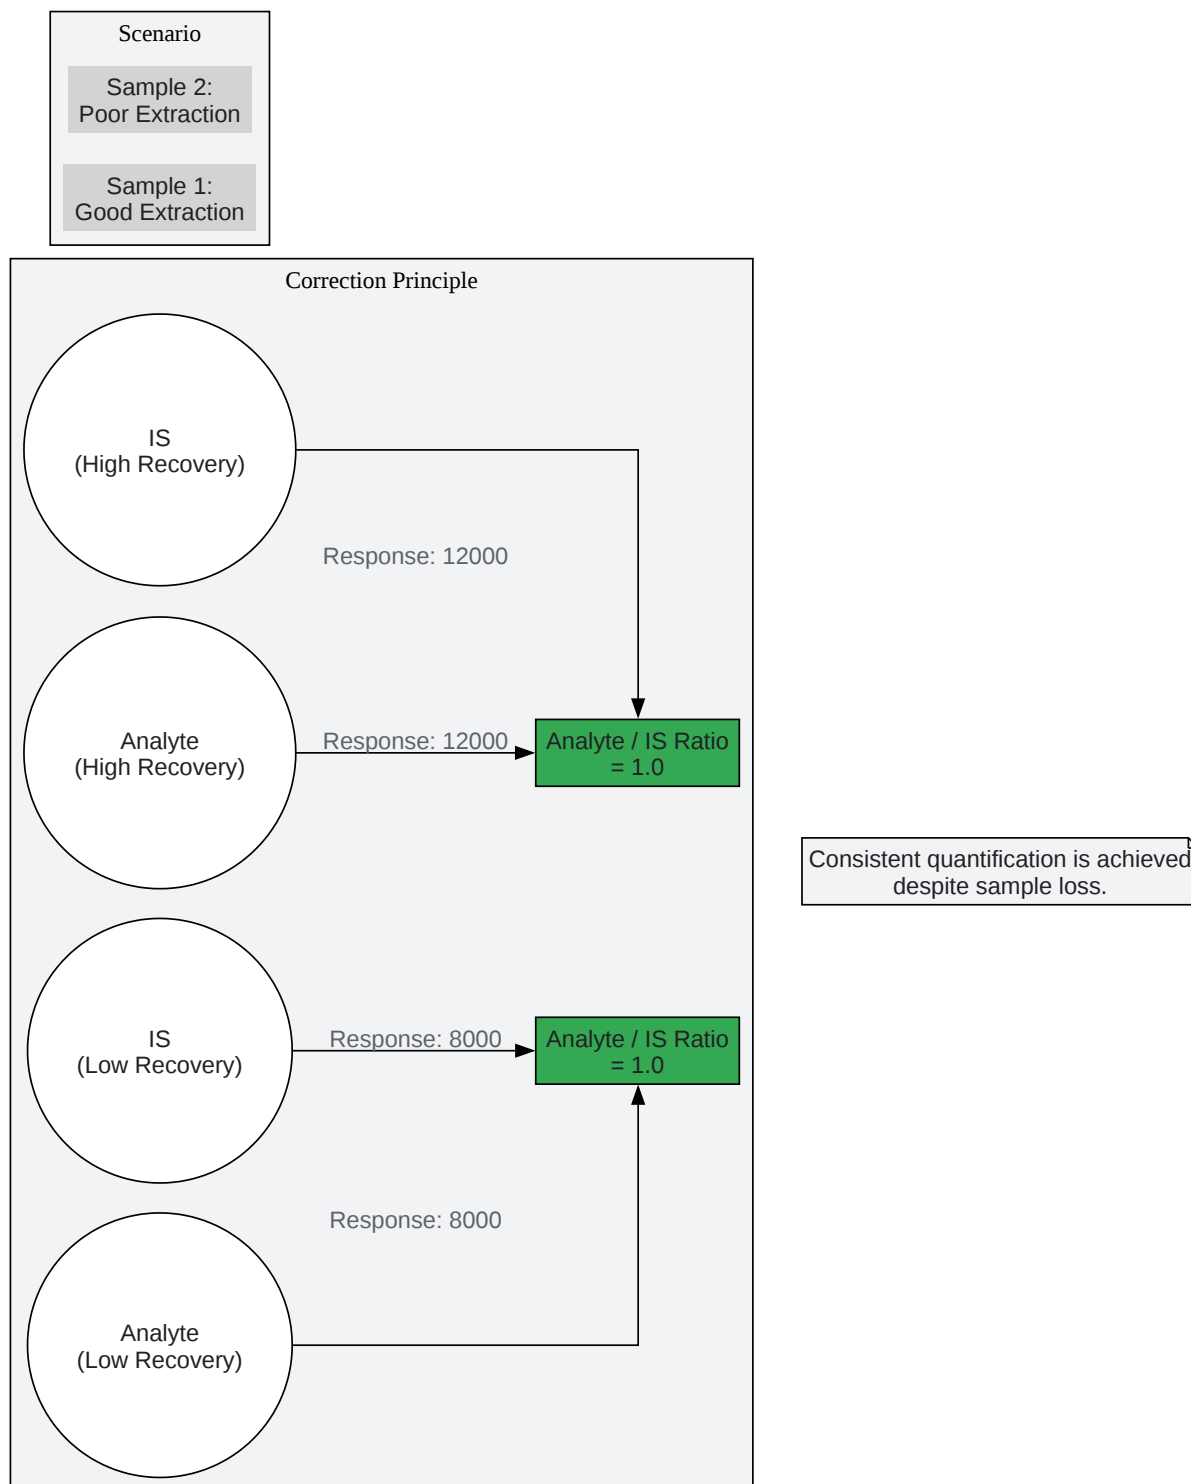 Scenario
Sample 2:
Poor Extraction
Sample 1:
Good Extraction
Correction Principle
IS
(High Recovery)
Response: 12000
Analyte
(High Recovery)
Response: 12000
Analyte / IS Ratio
= 1.0
Consistent quantification is achieved
despite sample loss.
IS
(Low Recovery)
Response: 8000
Analyte / IS Ratio
= 1.0
Response: 8000
Analyte
(Low Recovery)